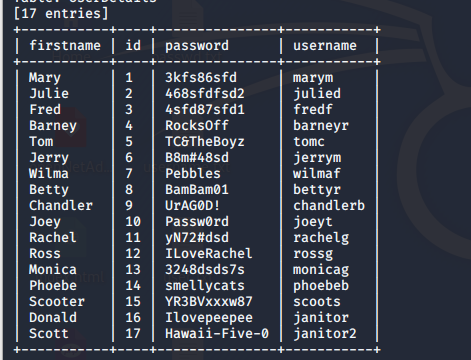 [17 entries]
| firstname | id | password | username |
| Mary | 1 | 3kfs86sfd | marym |
| Julie | 2 | 468sfdfsd2 | julied |
| Fred | 3 | 4sfd87sfd1 | fredf |
| Barney | 4 | RocksOff | barneyr |
| Tom | 5 | TC&TheBoyz | tomc |
| Jerry | 6 | B8m#48sd | jerrym |
| Wilma | 7 | Pebbles | wilmaf |
| Betty | 8 | BamBam01 | bettyr |
| Chandler | 9 | UrAG0D! | chandlerb |
| Joey | 10 | Passw0rd | joeyt |
| Rachel | 11 | yN72#dsd | rachelg |
| Ross | 12 | ILoveRachel | rossg |
| Monica | 13 | 3248dsds7s | monicag |
| Phoebe | 14 | smellycats | phoebeb |
| Scooter | 15 | YR3BVxxxw87 | scoots |
| Donald | 16 | Ilovepeepee | janitor |
| Scott | 17 | Hawaii-Five-0 | janitor2 |